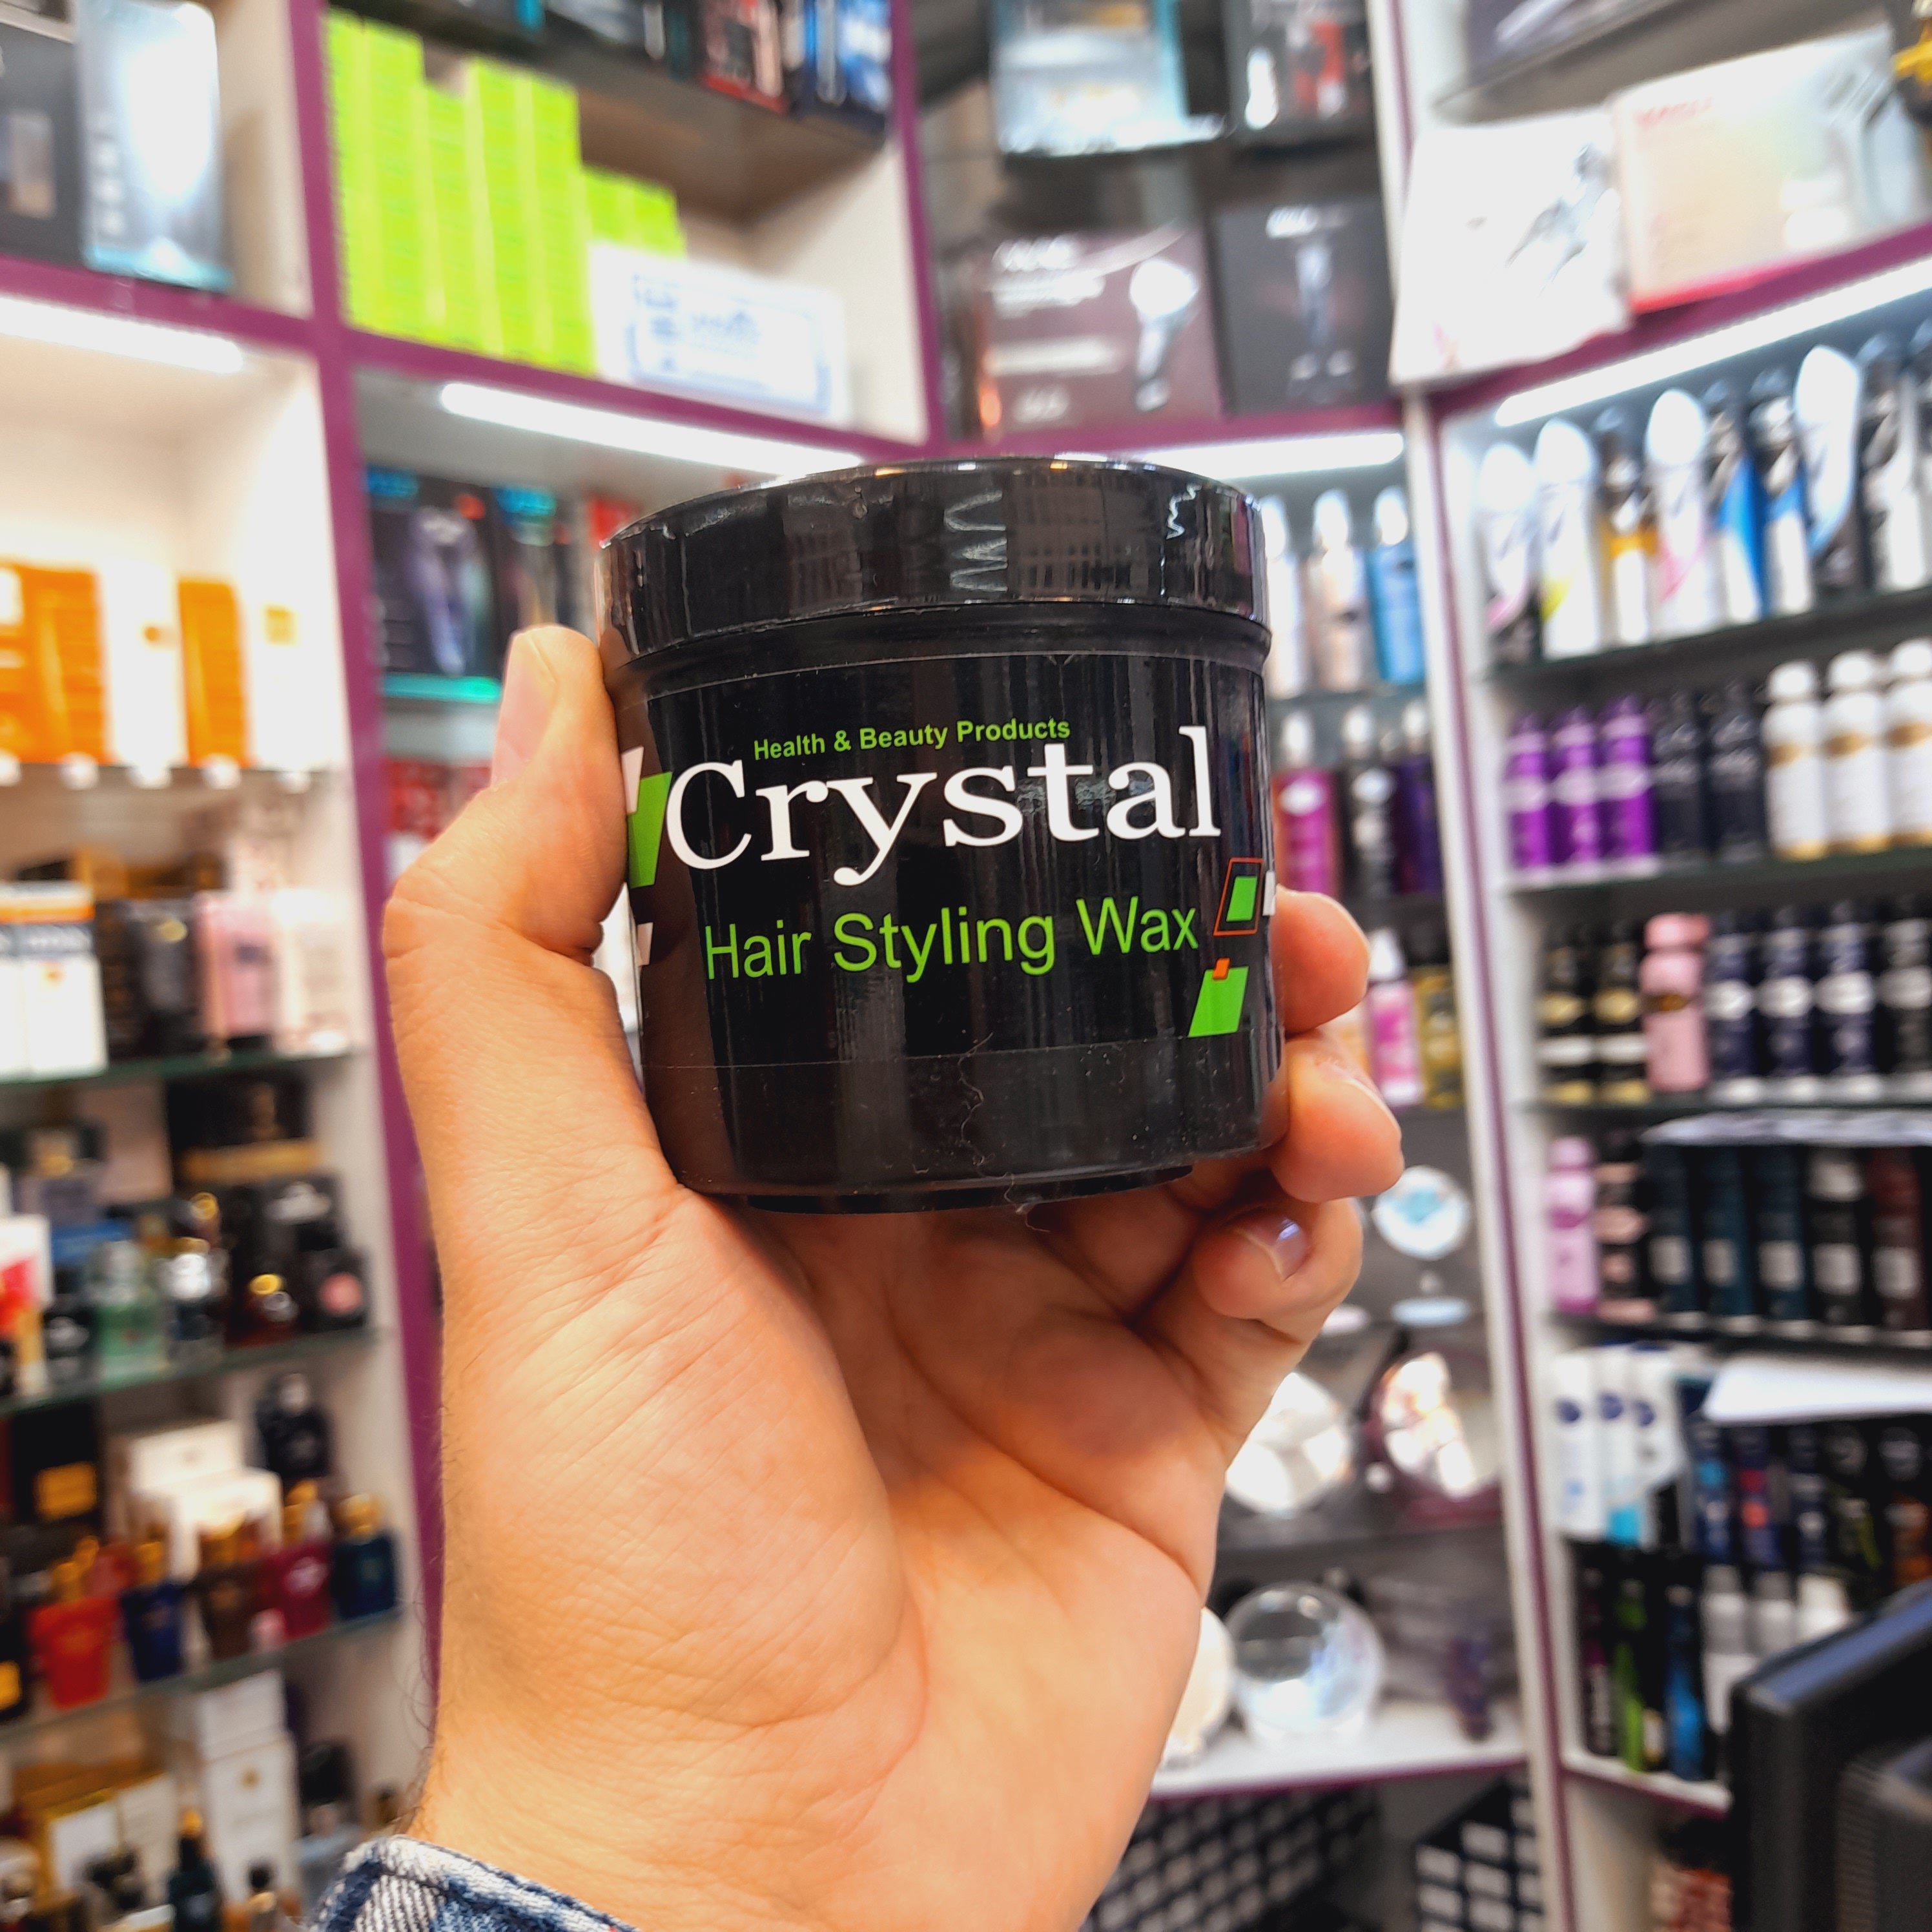 Health & Beauty Products
Crystal
Hair Styling Wax